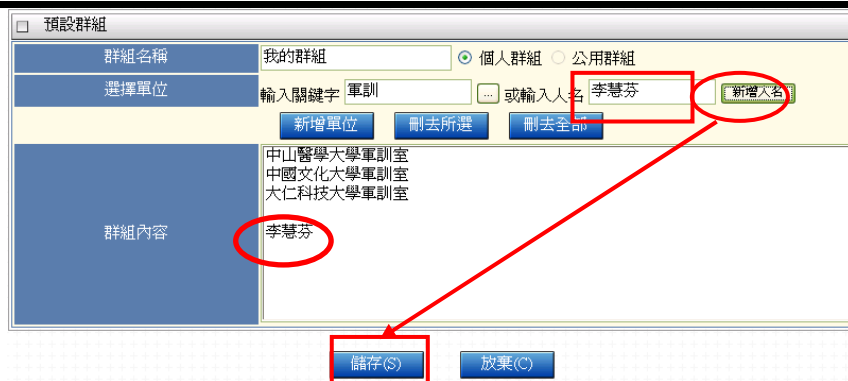 預設群組
群組名稱 我的群組 個人群組 公用群組
選擇單位 輸入關鍵字 軍訓 ... 或輸入人名 李慧芬 新增人名
新增單位 刪去所選 刪去全部
中山醫學大學軍訓室
中國文化大學軍訓室
大仁科技大學軍訓室
群組內容 李慧芬
儲存(S) 放棄(C)